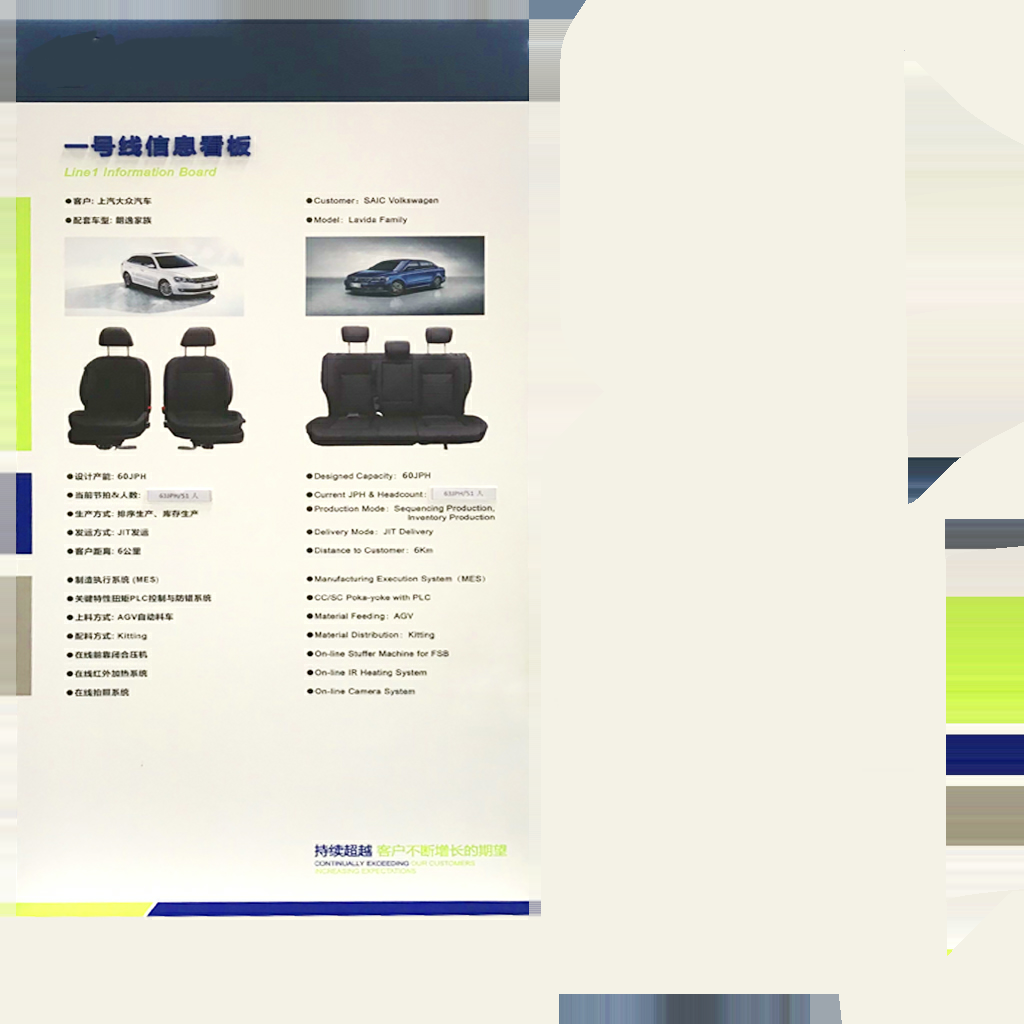 一号线信息看板
Line1 Information Board
●客户: 上汽大众汽车
●配套车型: 朗逸家族
●Customer: SAIC Volkswagen
●Model: Lavida Family
●设计产能: 60JPH
●当前节拍&人数: 63JPH/51 人
●生产方式: 排序生产、库存生产
●发运方式: JIT发运
●客户距离: 6公里
●制造执行系统 (MES)
●关键特性扭矩PLC控制与防错系统
●上料方式: AGV自动料车
●配料方式: Kitting
●在线前靠闭合压机
●在线红外加热系统
●在线拍照系统
●Designed Capacity: 60JPH
●Current JPH & Headcount: 63JPH/51 人
●Production Mode: Sequencing Production,
Inventory Production
●Delivery Mode: JIT Delivery
●Distance to Customer: 6Km
●Manufacturing Execution System (MES)
●CC/SC Poka-yoke with PLC
●Material Feeding: AGV
●Material Distribution: Kitting
●On-line Stuffer Machine for FSB
●On-line IR Heating System
●On-line Camera System
持续超越 客户不断增长的期望
CONTINUALLY EXCEEDING OUR CUSTOMERS
INCREASING EXPECTATIONS